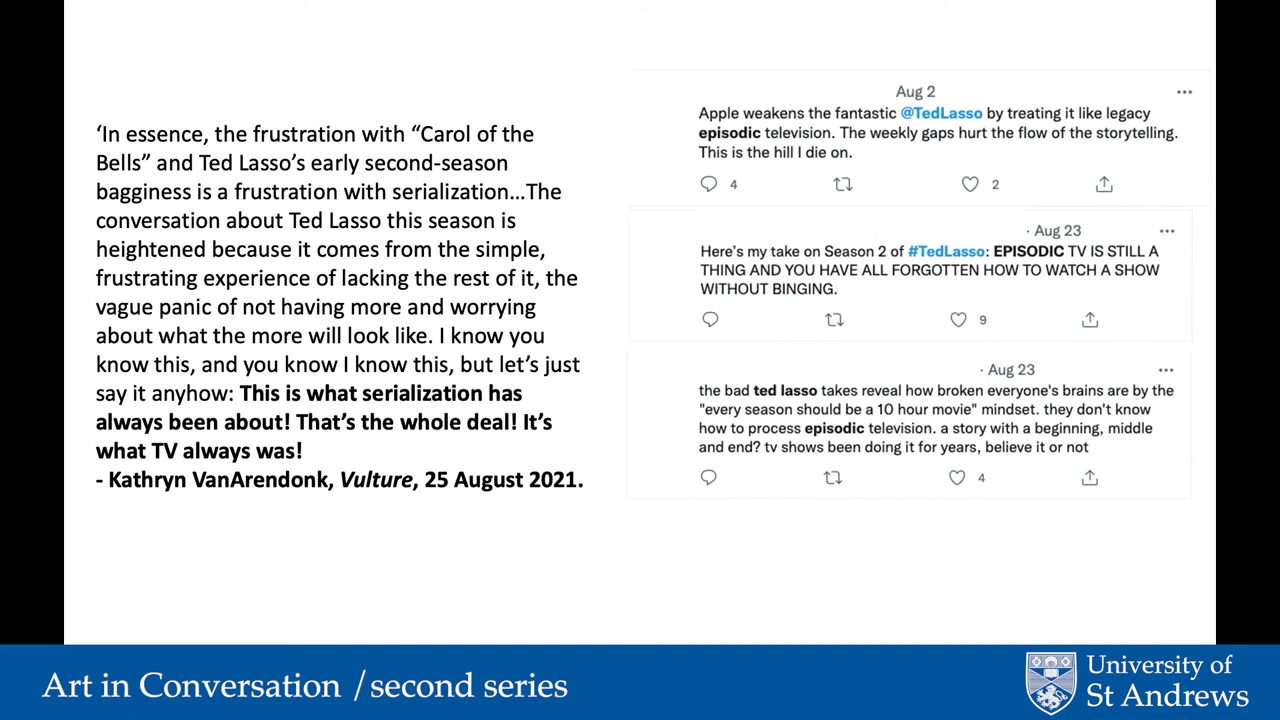 ‘In essence, the frustration with “Carol of the
Bells” and Ted Lasso’s early second-season
bagginess is a frustration with serialization…The
conversation about Ted Lasso this season is
heightened because it comes from the simple,
frustrating experience of lacking the rest of it, the
vague panic of not having more and worrying
about what the more will look like. I know you
know this, and you know I know this, but let’s just
say it anyhow: This is what serialization has
always been about! That’s the whole deal! It’s
what TV always was!
- Kathryn VanArendonk, Vulture, 25 August 2021.
Aug 2
Apple weakens the fantastic @TedLasso by treating it like legacy
episodic television. The weekly gaps hurt the flow of the storytelling.
This is the hill I die on.
4 2
· Aug 23
Here's my take on Season 2 of #TedLasso: EPISODIC TV IS STILL A
THING AND YOU HAVE ALL FORGOTTEN HOW TO WATCH A SHOW
WITHOUT BINGING.
9
· Aug 23
the bad ted lasso takes reveal how broken everyone's brains are by the
"every season should be a 10 hour movie" mindset. they don't know
how to process episodic television. a story with a beginning, middle
and end? tv shows been doing it for years, believe it or not
4
Art in Conversation / second series
University of
St Andrews